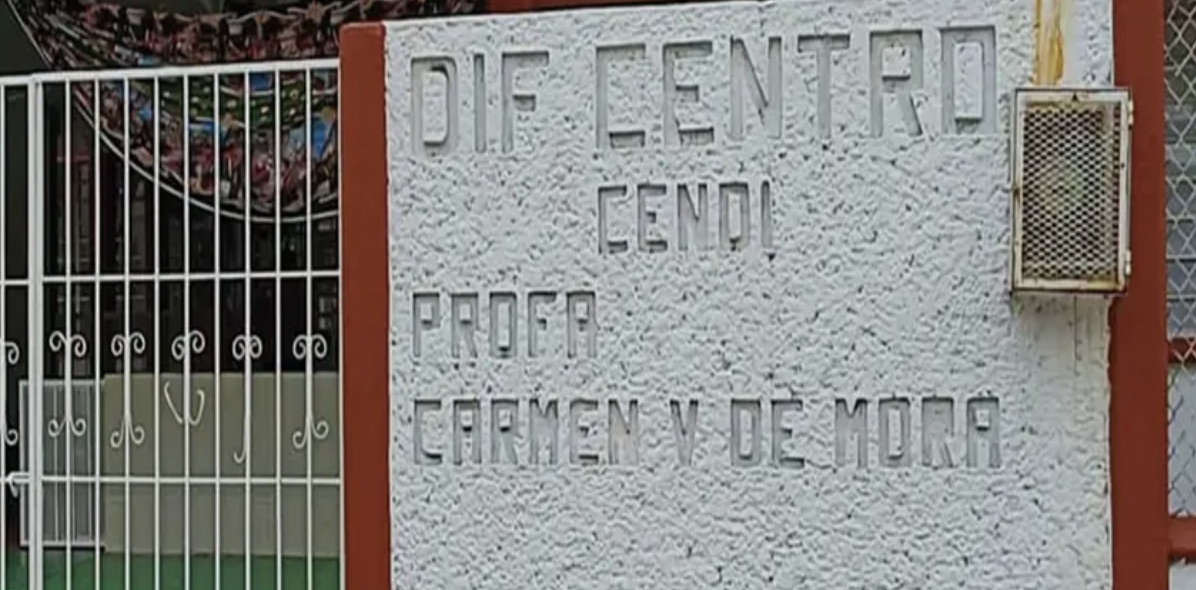 DIF CENTRO
CENDI
PROFA
CARMEN V DE MORA